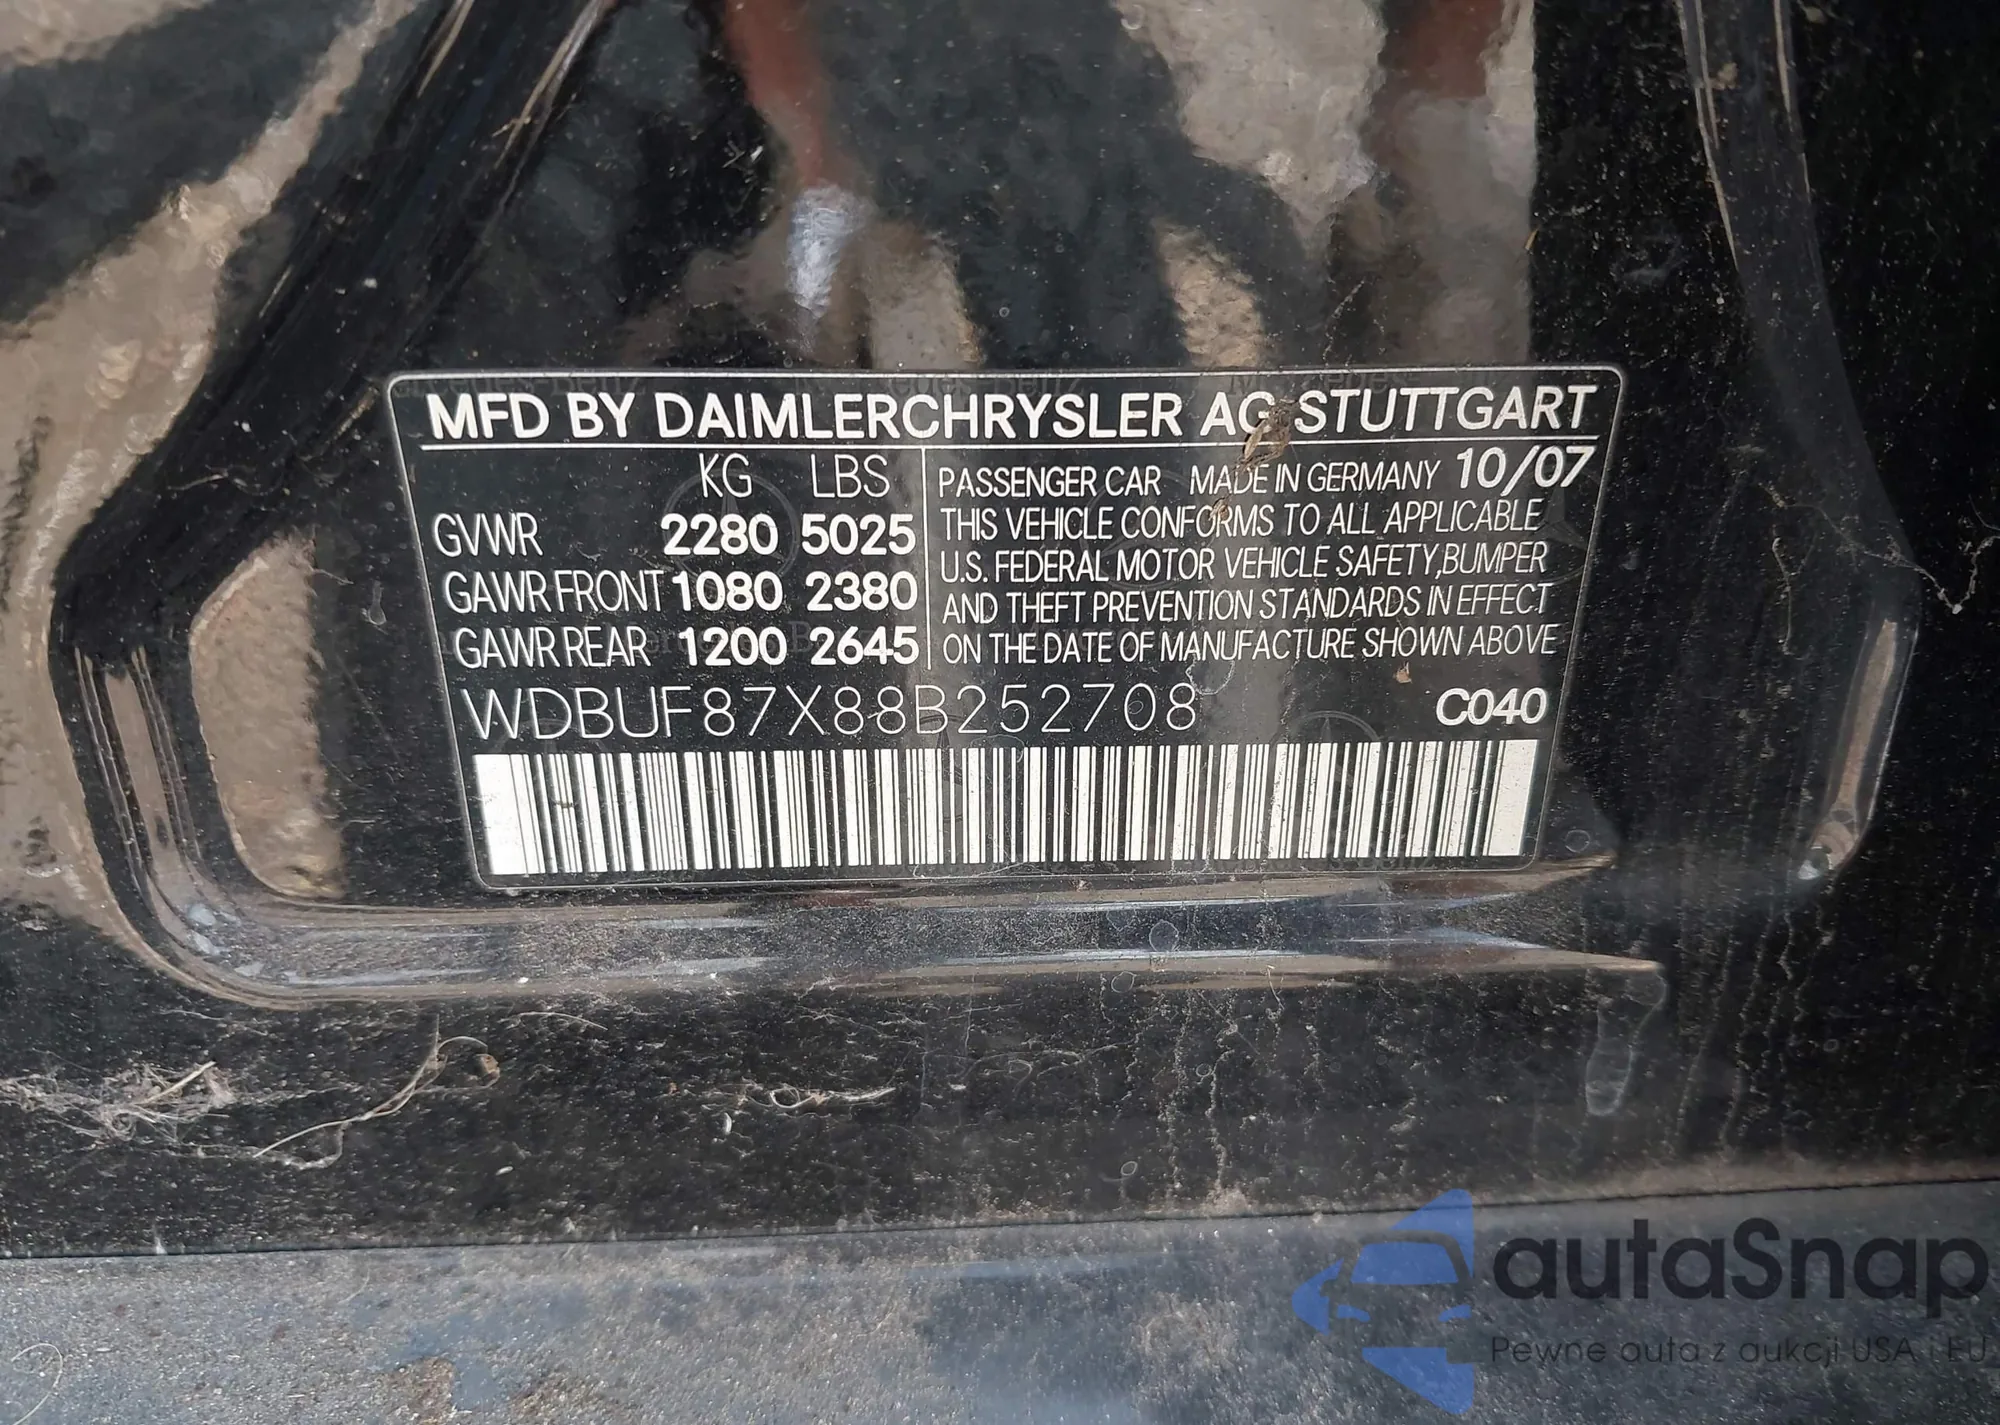 MFD BY DAIMLERCHRYSLER AG STUTTGART
KG LBS
GVWR 2280 5025
GAWR FRONT 1080 2380
GAWR REAR 1200 2645
PASSENGER CAR MADE IN GERMANY 10/07
THIS VEHICLE CONFORMS TO ALL APPLICABLE
U.S. FEDERAL MOTOR VEHICLE SAFETY, BUMPER
AND THEFT PREVENTION STANDARDS IN EFFECT
ON THE DATE OF MANUFACTURE SHOWN ABOVE
WDBUF87X88B252708 C040
autaSnap
Pewne auta z aukcji USA i EU